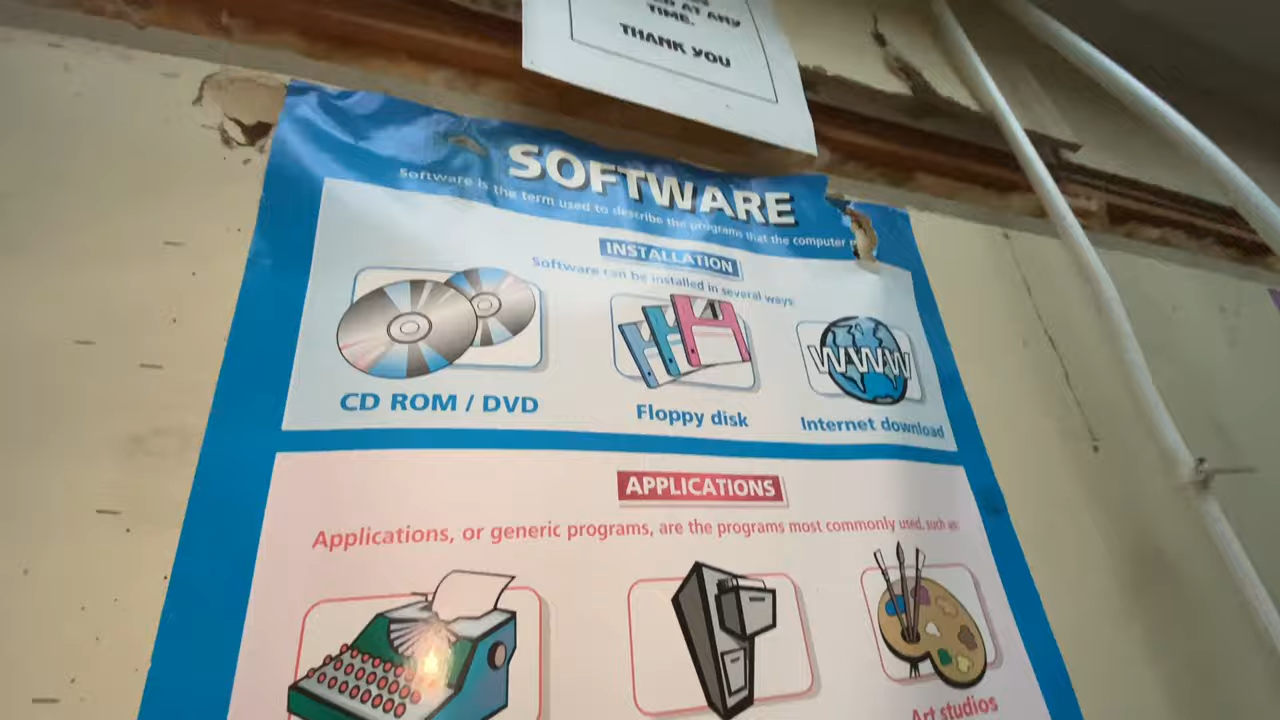 AT ANY
TIME.
THANK YOU
SOFTWARE
Software is the term used to describe the programs that the computer
INSTALLATION
Software can be installed in several ways
CD ROM / DVD
Floppy disk
WWW
Internet download
APPLICATIONS
Applications, or generic programs, are the programs most commonly used, such as:
Art studios